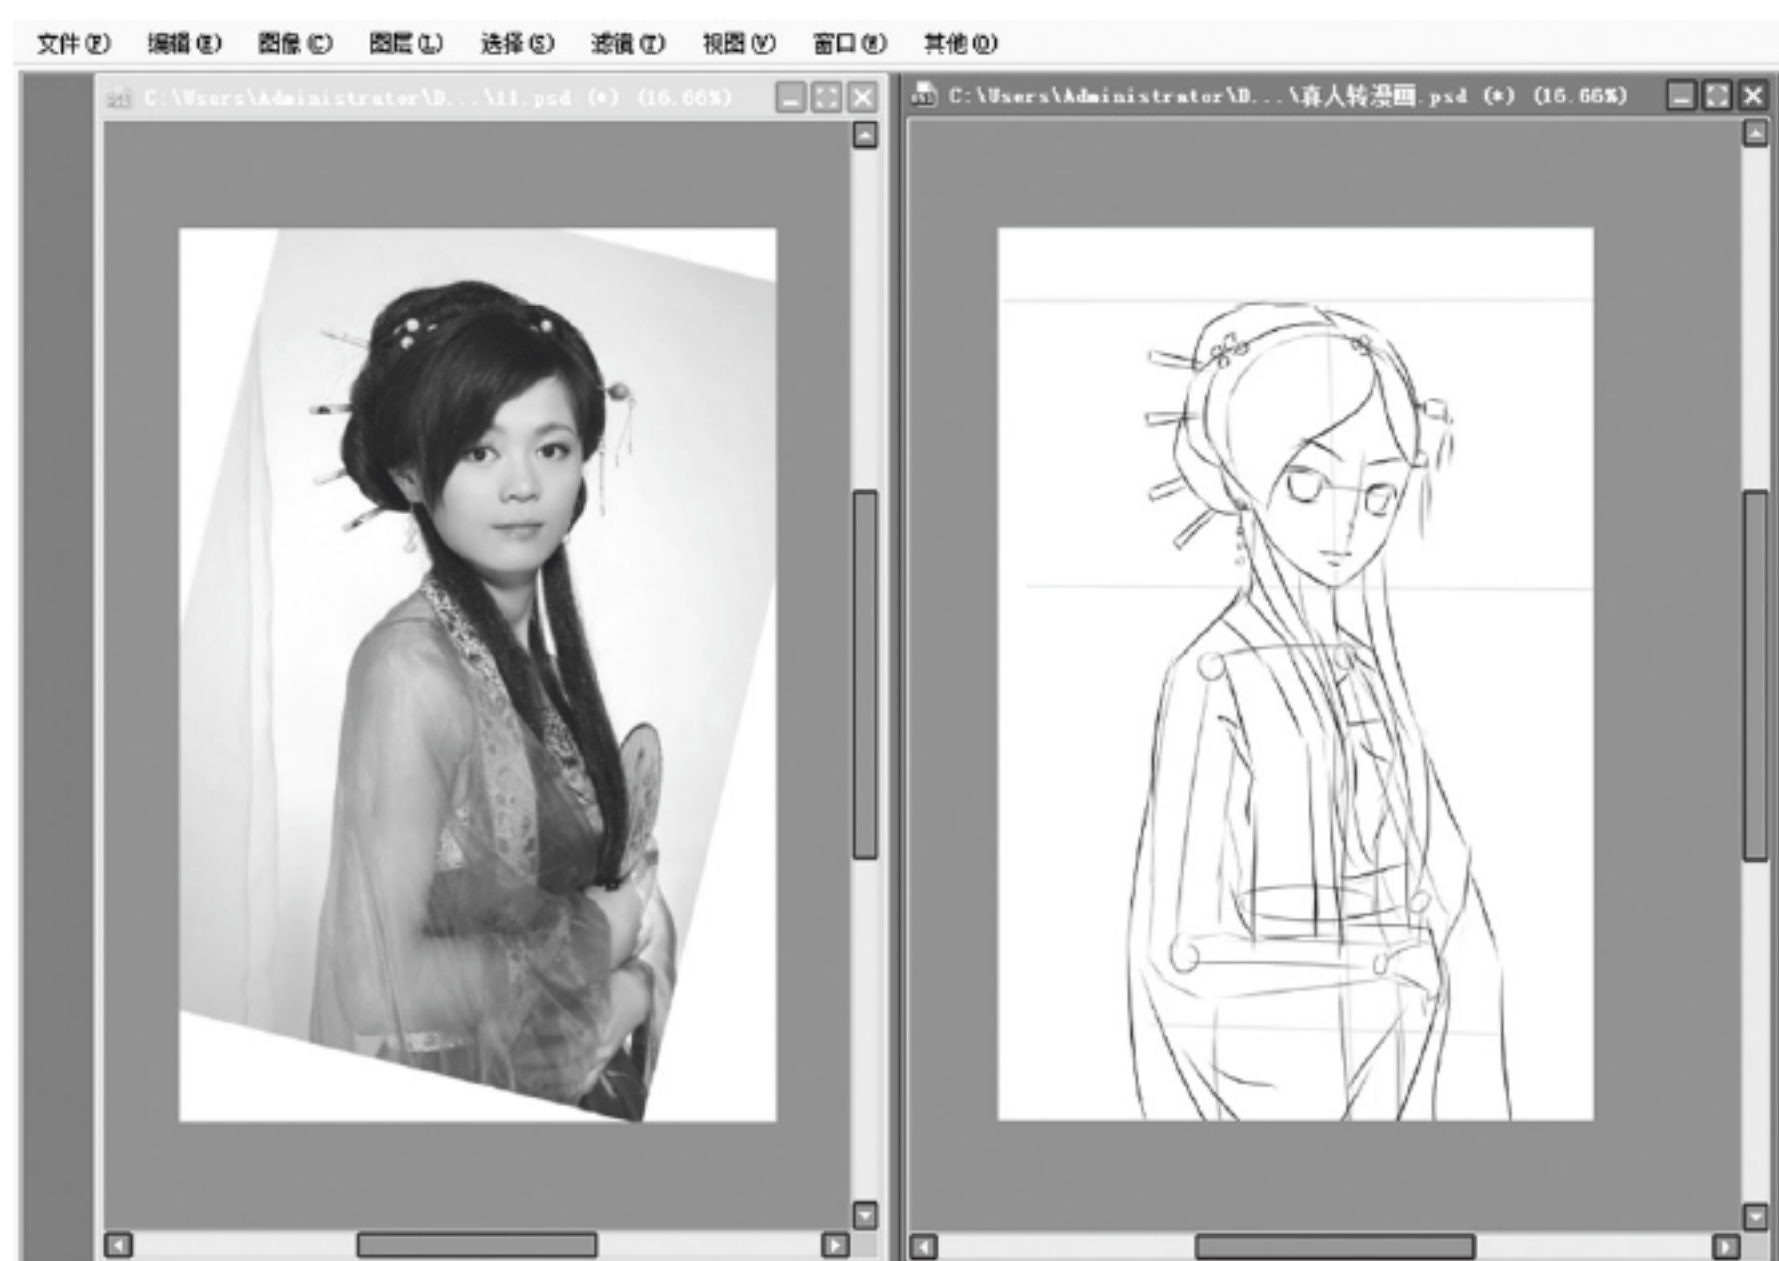 文件(F) 编辑(E) 图像(C) 图层(L) 选择(S) 滤镜(T) 视图(V) 窗口(W) 其他(O)
C:\Users\Administrator\D...\11.psd (*) (16.66%)
C:\Users\Administrator\D...\真人转漫画.psd (*) (16.66%)